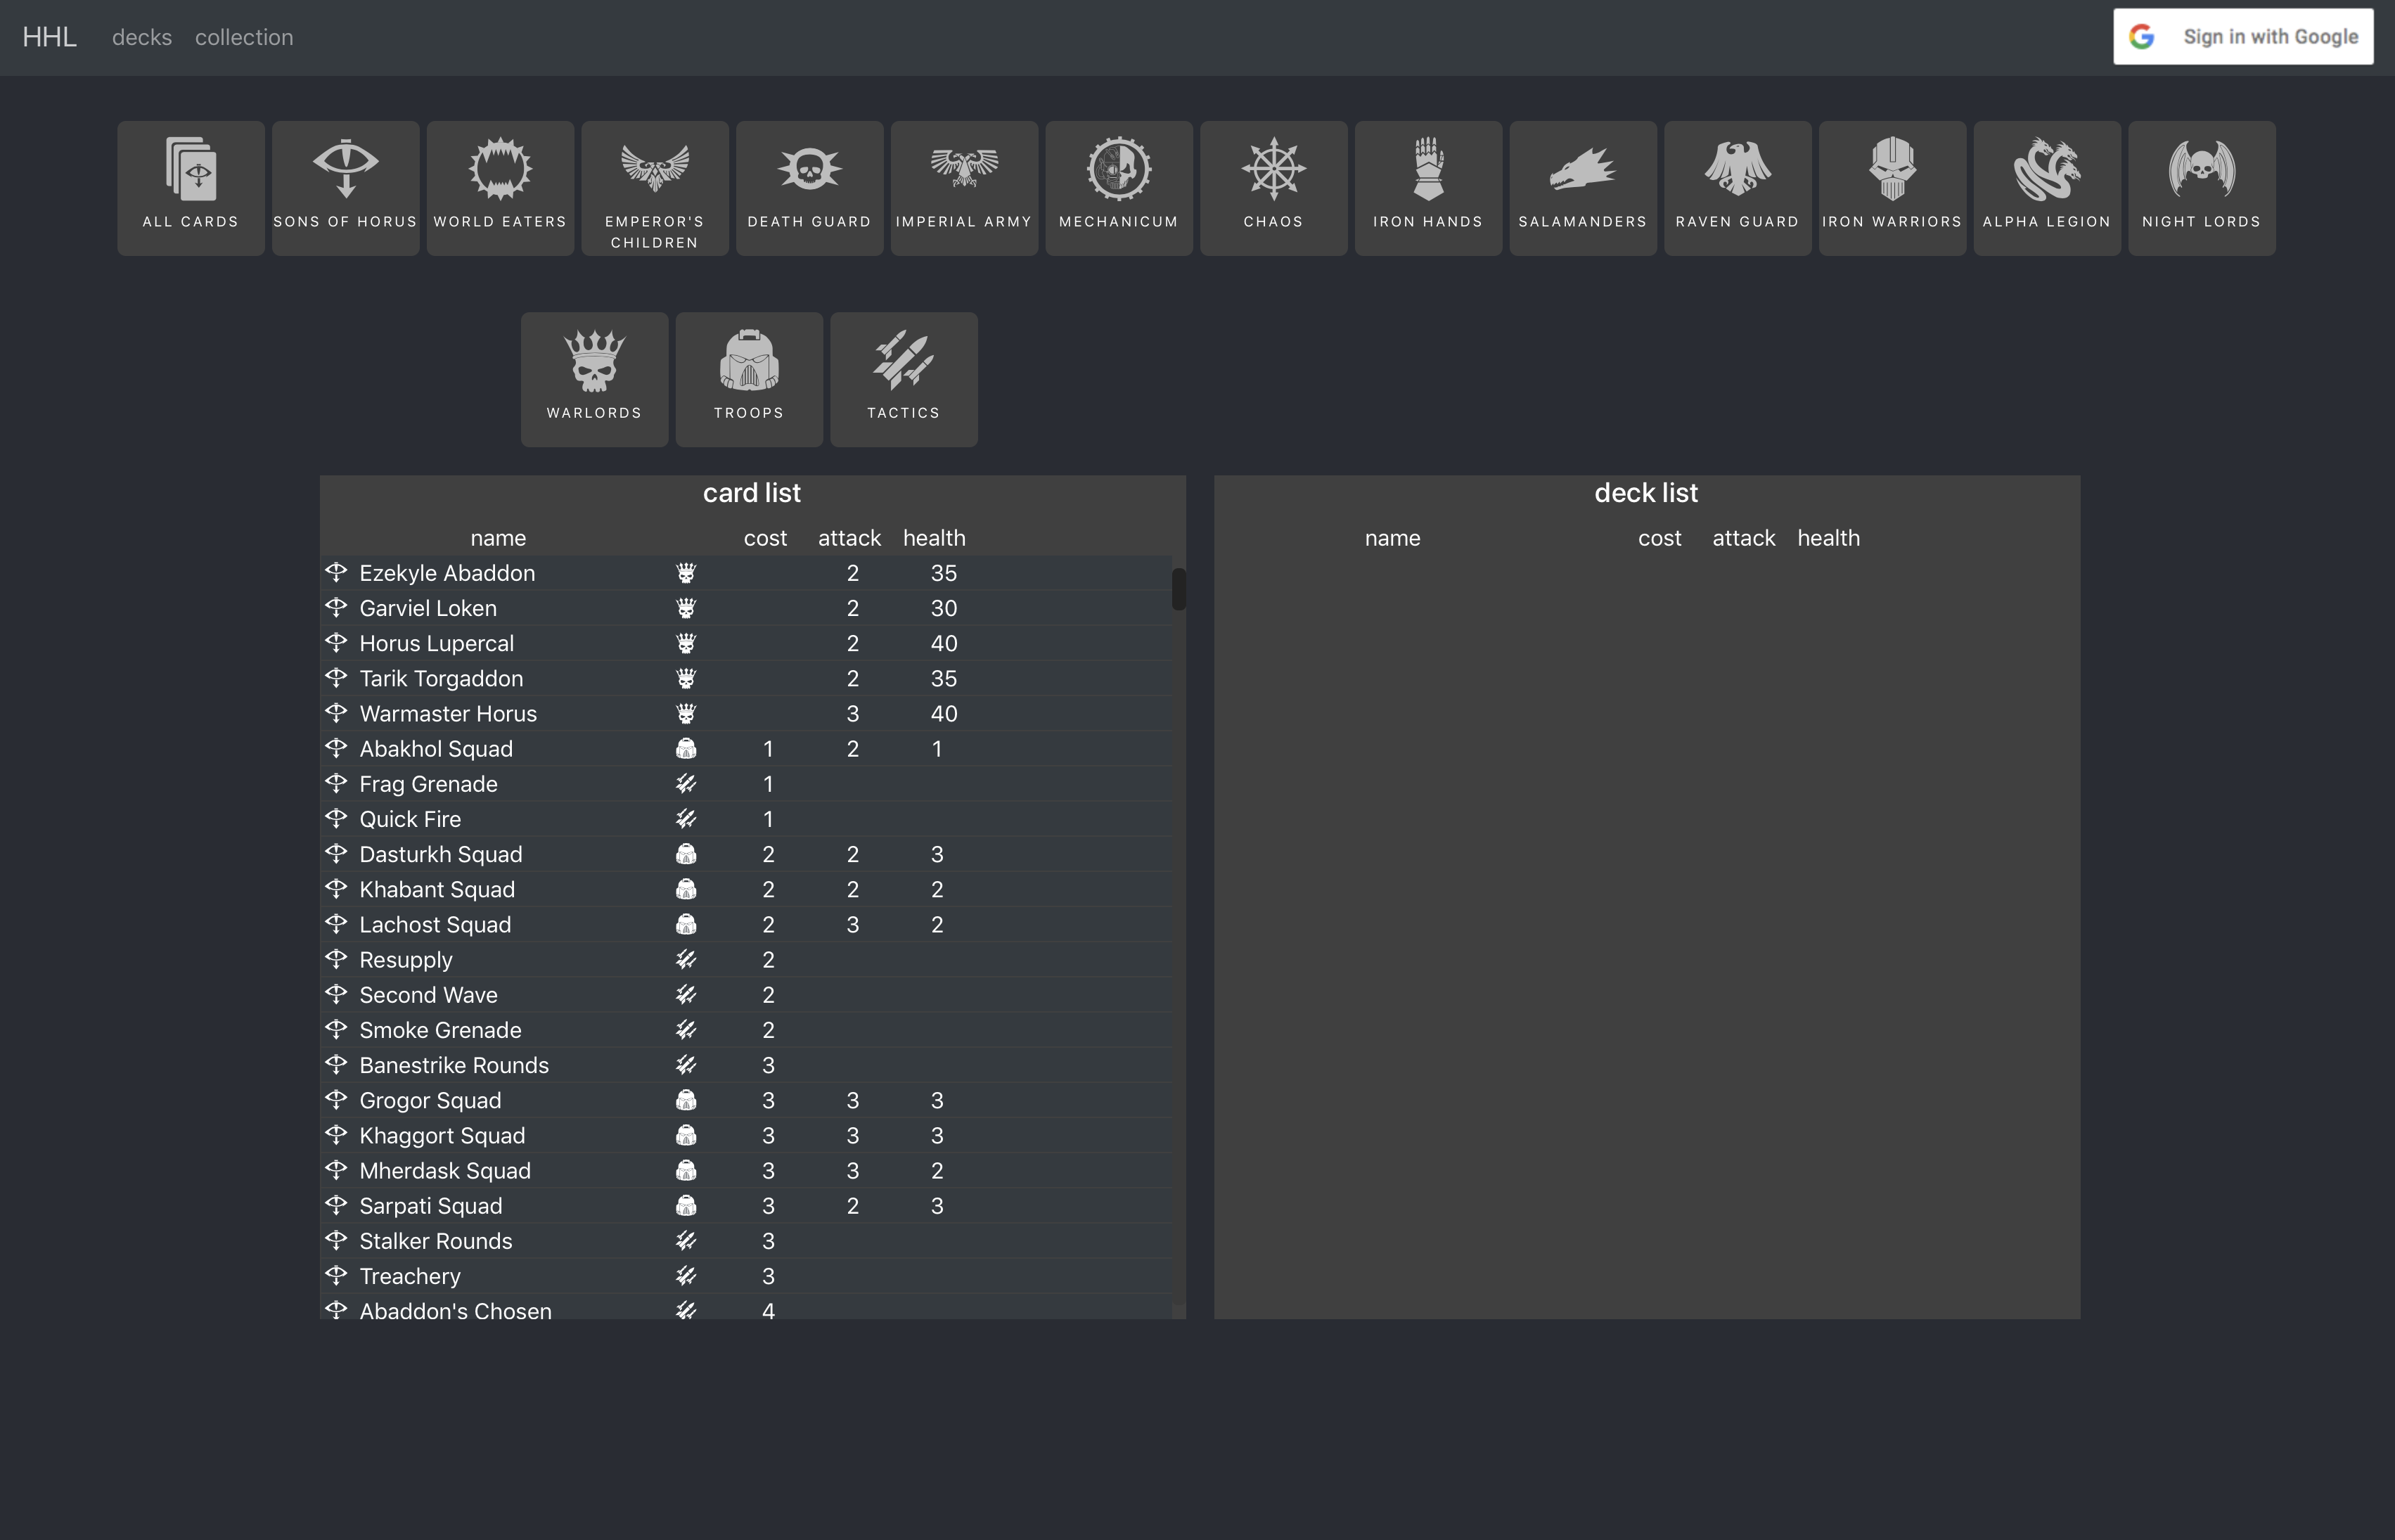 HHL decks collection Sign in with Google
ALL CARDS SONS OF HORUS WORLD EATERS EMPEROR'S CHILDREN DEATH GUARD IMPERIAL ARMY MECHANICUM CHAOS IRON HANDS SALAMANDERS RAVEN GUARD IRON WARRIORS ALPHA LEGION NIGHT LORDS
WARLORDS TROOPS TACTICS
card list
name cost attack health
Ezekyle Abaddon 2 35
Garviel Loken 2 30
Horus Lupercal 2 40
Tarik Torgaddon 2 35
Warmaster Horus 3 40
Abakhol Squad 1 2 1
Frag Grenade 1
Quick Fire 1
Dasturkh Squad 2 2 3
Khabant Squad 2 2 2
Lachost Squad 2 3 2
Resupply 2
Second Wave 2
Smoke Grenade 2
Banestrike Rounds 3
Grogor Squad 3 3 3
Khaggort Squad 3 3 3
Mherdask Squad 3 3 2
Sarpati Squad 3 2 3
Stalker Rounds 3
Treachery 3
Abaddon's Chosen 4
deck list
name cost attack health